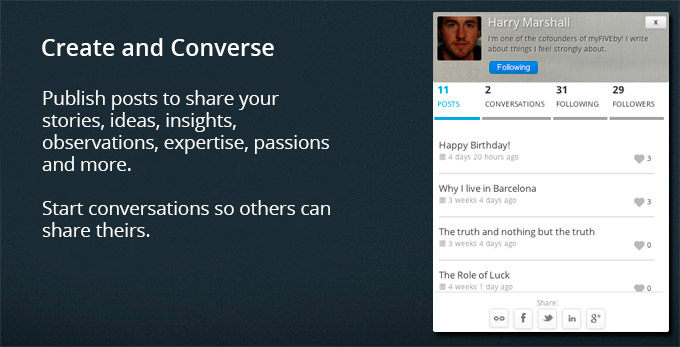 Create and Converse
Publish posts to share your
stories, ideas, insights,
observations, expertise, passions
and more.
Start conversations so others can
share theirs.
Harry Marshall
x
I'm one of the cofounders of myFIVEby! I write
about things I feel strongly about.
Following
11 2 31 29
POSTS CONVERSATIONS FOLLOWING FOLLOWERS
Happy Birthday!
4 days 20 hours ago 3
Why I live in Barcelona
3 weeks 4 days ago 3
The truth and nothing but the truth
3 weeks 4 days ago 0
The Role of Luck
4 weeks 1 day ago 0
Share:
f in g+